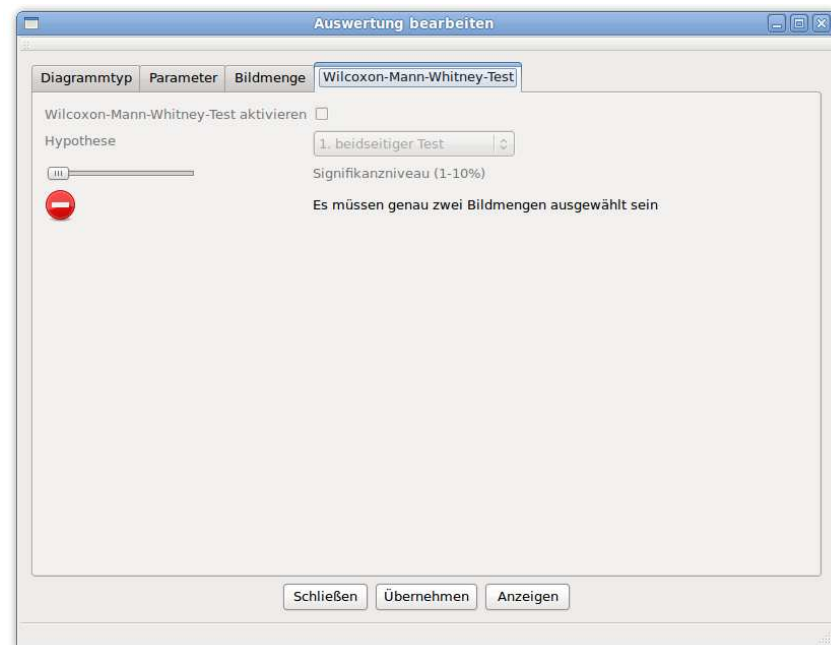 Auswertung bearbeiten
Diagrammtyp Parameter Bildmenge Wilcoxon-Mann-Whitney-Test
Wilcoxon-Mann-Whitney-Test aktivieren
Hypothese 1. beidseitiger Test
Signifikanzniveau (1-10%)
Es müssen genau zwei Bildmengen ausgewählt sein
Schließen Übernehmen Anzeigen